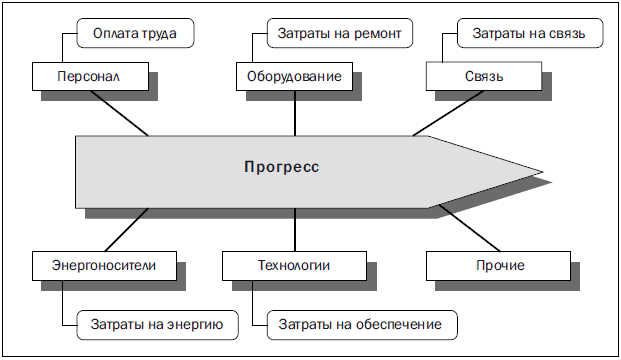 Оплата труда
Затраты на ремонт
Затраты на связь
Персонал
Оборудование
Связь
Прогресс
Энергоносители
Технологии
Прочие
Затраты на энергию
Затраты на обеспечение